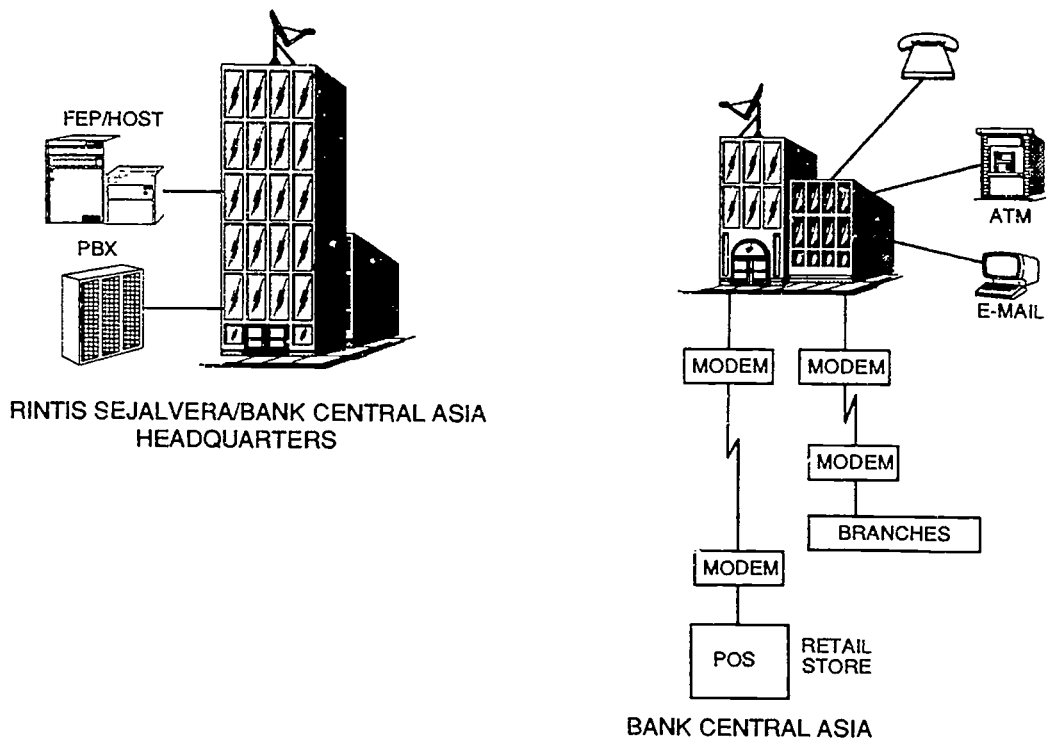 FEP/HOST
PBX
RINTIS SEJALVERA/BANK CENTRAL ASIA
HEADQUARTERS
ATM
E-MAIL
MODEM
MODEM
MODEM
BRANCHES
MODEM
POS
RETAIL
STORE
BANK CENTRAL ASIA